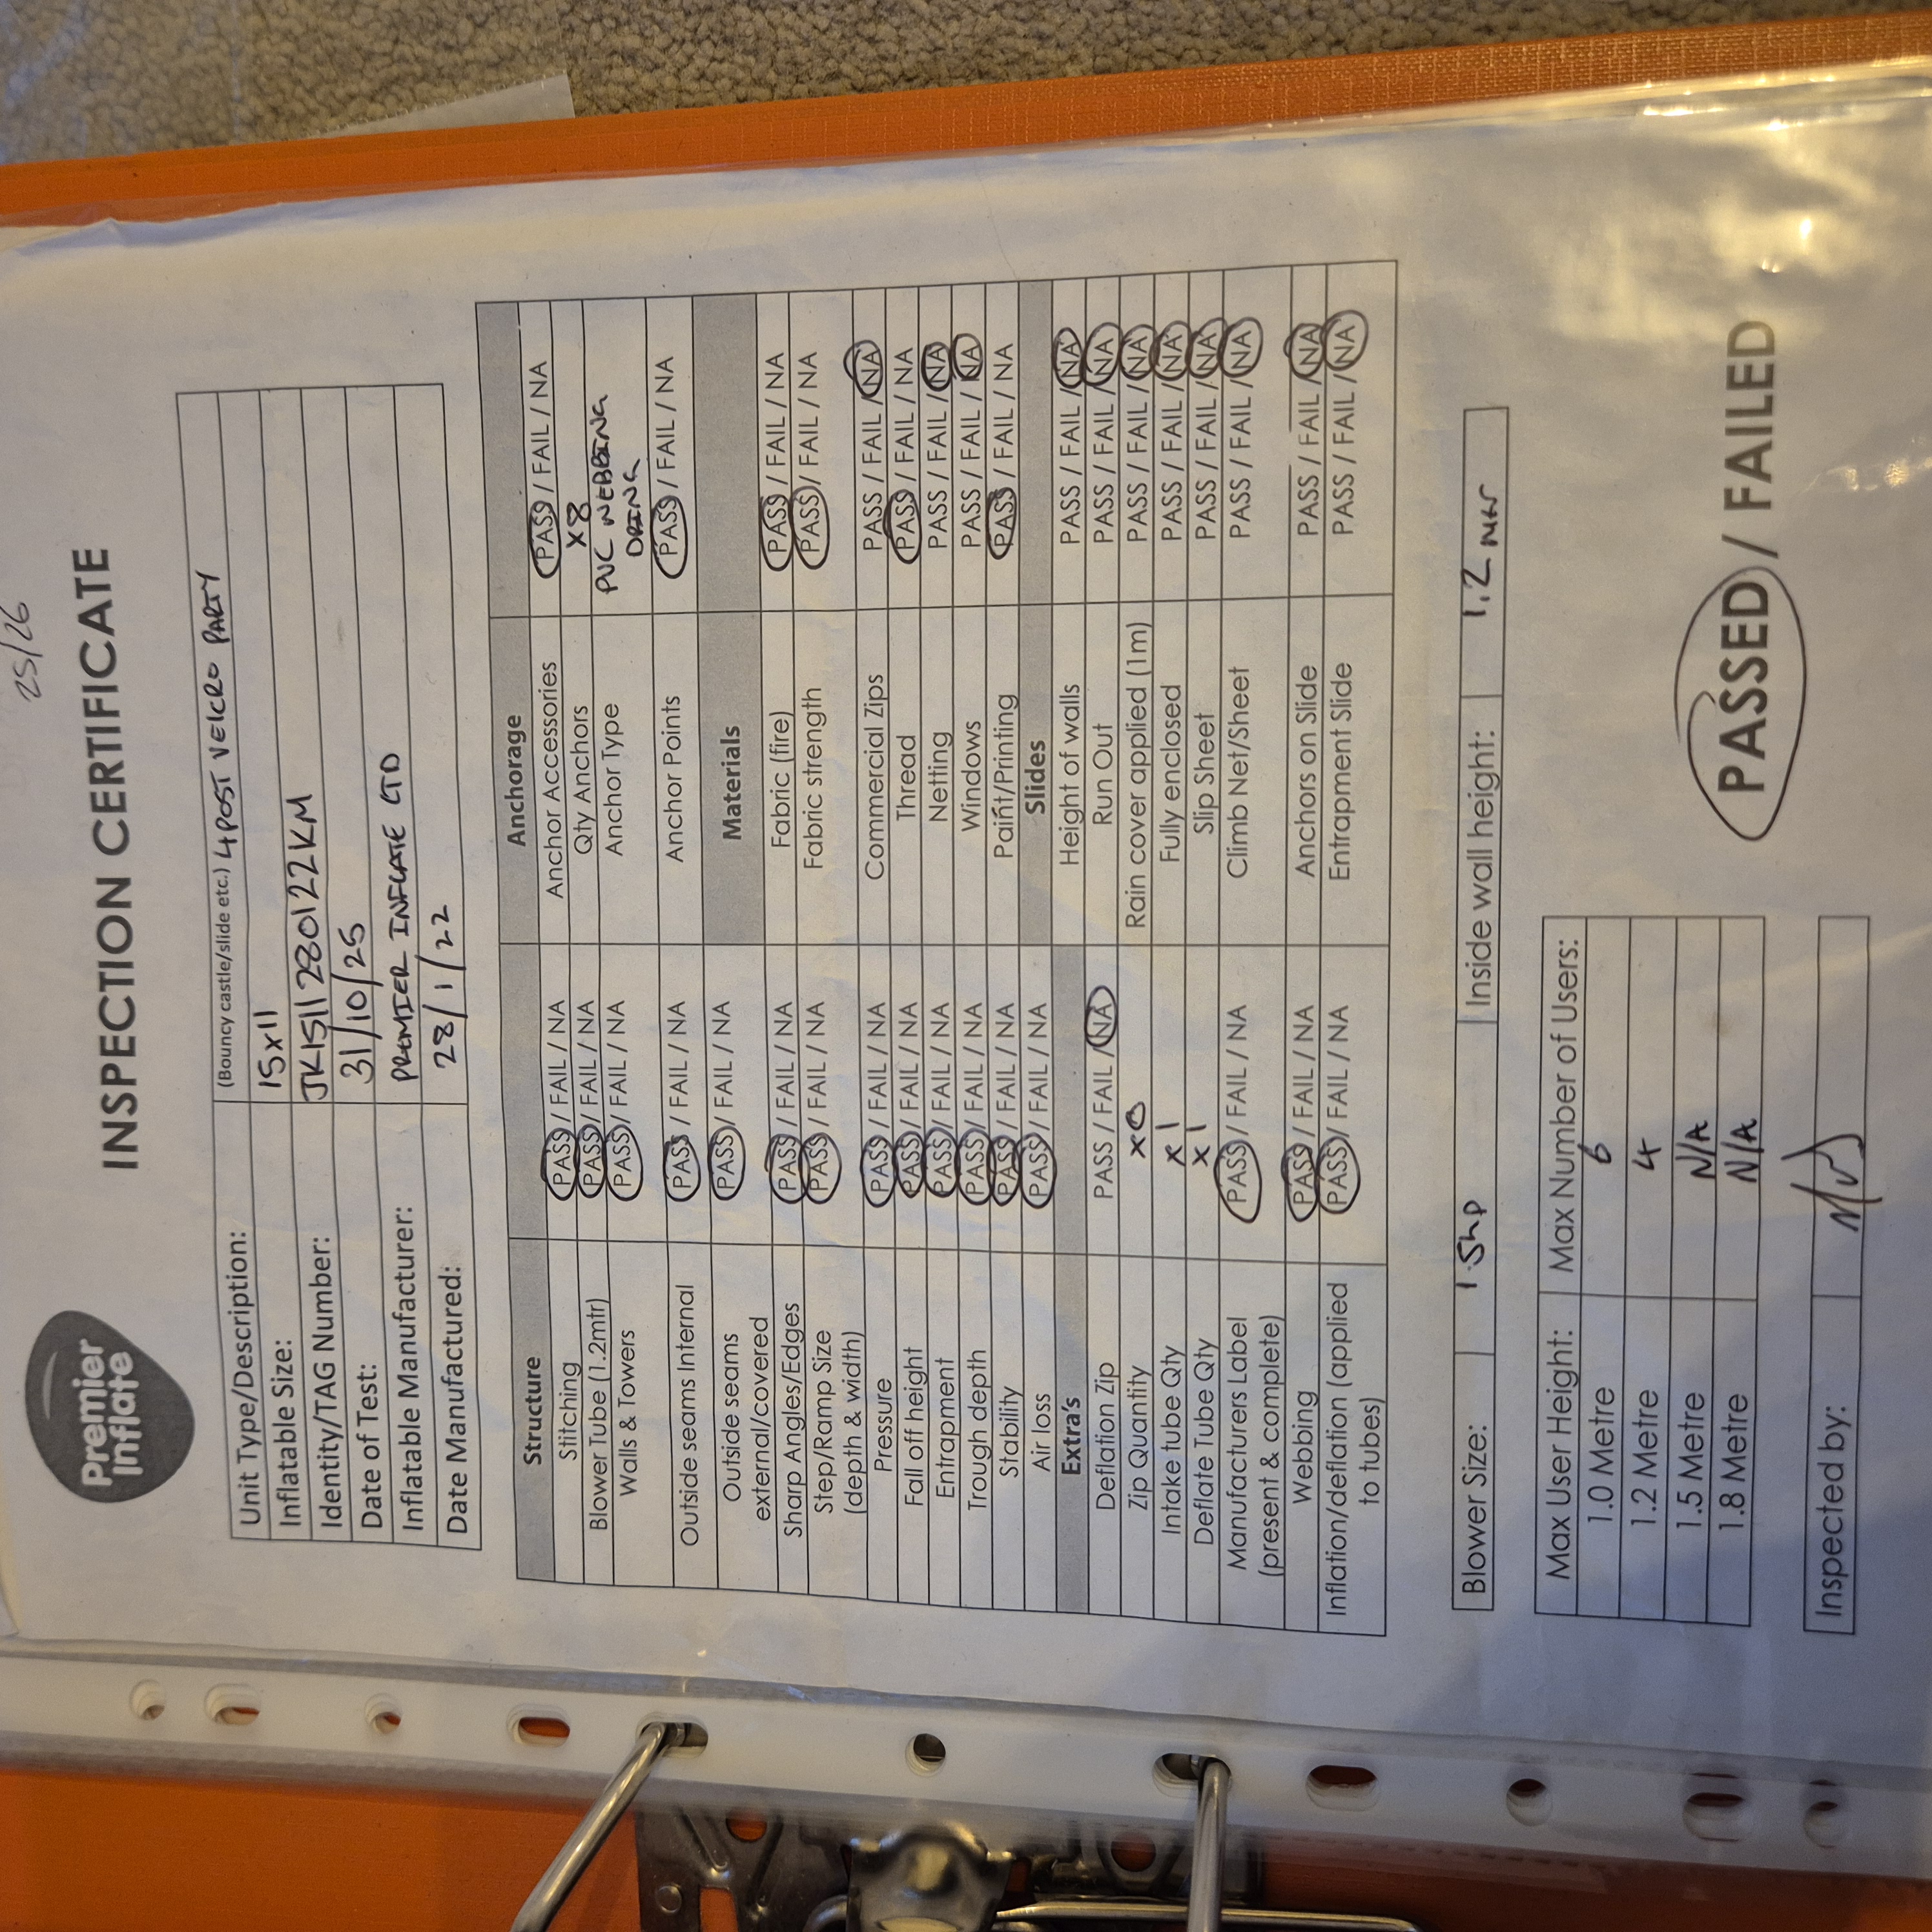 25/26
Premier
Inflate
INSPECTION CERTIFICATE
Unit Type/Description: (Bouncy castle/slide etc.) 4 POST VELCRO PARTY
Inflatable Size: 15x11
Identity/TAG Number: JK1511280122KM
Date of Test: 31/10/25
Inflatable Manufacturer: PREMIER INFLATE LTD
Date Manufactured: 28/1/22
Structure Anchorage
Stitching PASS / FAIL / NA Anchor Accessories PASS / FAIL / NA
Blower Tube (1.2mtr) PASS / FAIL / NA Qty Anchors x8
Walls & Towers PASS / FAIL / NA Anchor Type PVC WEBBING
DRING
Outside seams Internal PASS / FAIL / NA Anchor Points PASS / FAIL / NA
Outside seams PASS / FAIL / NA Materials
external/covered
Sharp Angles/Edges PASS / FAIL / NA Fabric (fire) PASS / FAIL / NA
Step/Ramp Size PASS / FAIL / NA Fabric strength PASS / FAIL / NA
(depth & width)
Pressure PASS / FAIL / NA Commercial Zips PASS / FAIL / NA
Fall off height PASS / FAIL / NA Thread PASS / FAIL / NA
Entrapment PASS / FAIL / NA Netting PASS / FAIL / NA
Trough depth PASS / FAIL / NA Windows PASS / FAIL / NA
Stability PASS / FAIL / NA Paint/Printing PASS / FAIL / NA
Air loss PASS / FAIL / NA Slides
Extra's Height of walls PASS / FAIL / NA
Deflation Zip PASS / FAIL / NA Run Out PASS / FAIL / NA
Zip Quantity x0 Rain cover applied (1m) PASS / FAIL / NA
Intake tube Qty x1 Fully enclosed PASS / FAIL / NA
Deflate Tube Qty x1 Slip Sheet PASS / FAIL / NA
Manufacturers Label PASS / FAIL / NA Climb Net/Sheet PASS / FAIL / NA
(present & complete)
Webbing PASS / FAIL / NA Anchors on Slide PASS / FAIL / NA
Inflation/deflation (applied PASS / FAIL / NA Entrapment Slide PASS / FAIL / NA
to tubes)
Blower Size: 1.5hp Inside wall height: 1.2
Max User Height: Max Number of Users:
1.0 Metre 6
1.2 Metre 4
1.5 Metre N/A
1.8 Metre N/A
PASSED / FAILED
Inspected by: